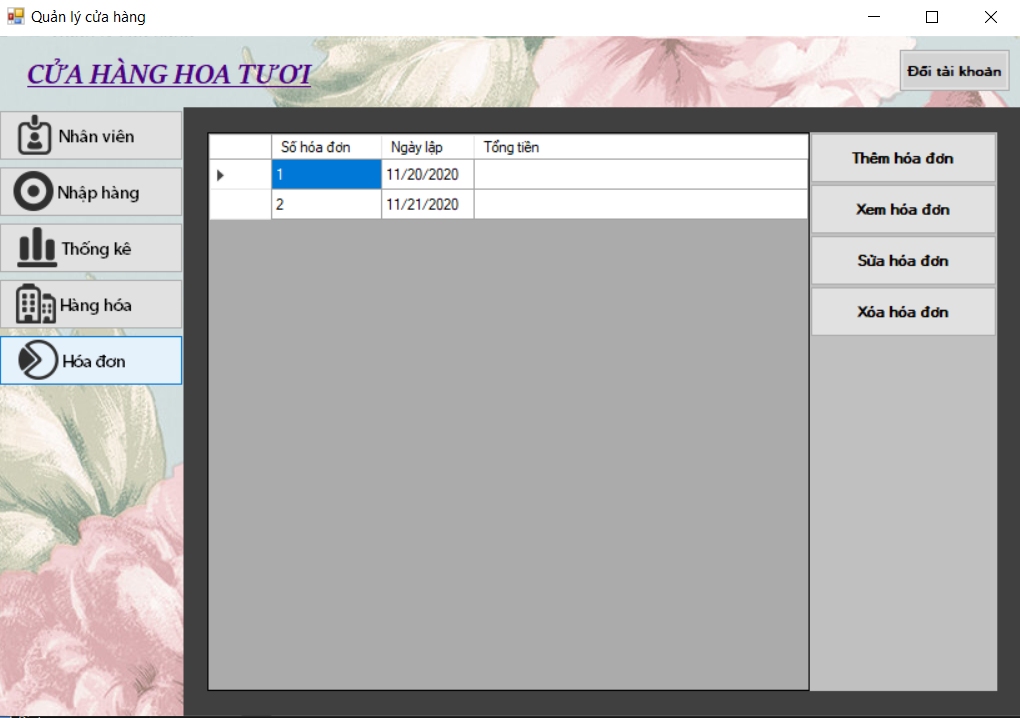 Quản lý cửa hàng
CỬA HÀNG HOA TƯƠI
Đổi tài khoản
Nhân viên
Nhập hàng
Thống kê
Hàng hóa
Hóa đơn
Số hóa đơn Ngày lập Tổng tiền
1 11/20/2020
2 11/21/2020
Thêm hóa đơn
Xem hóa đơn
Sửa hóa đơn
Xóa hóa đơn